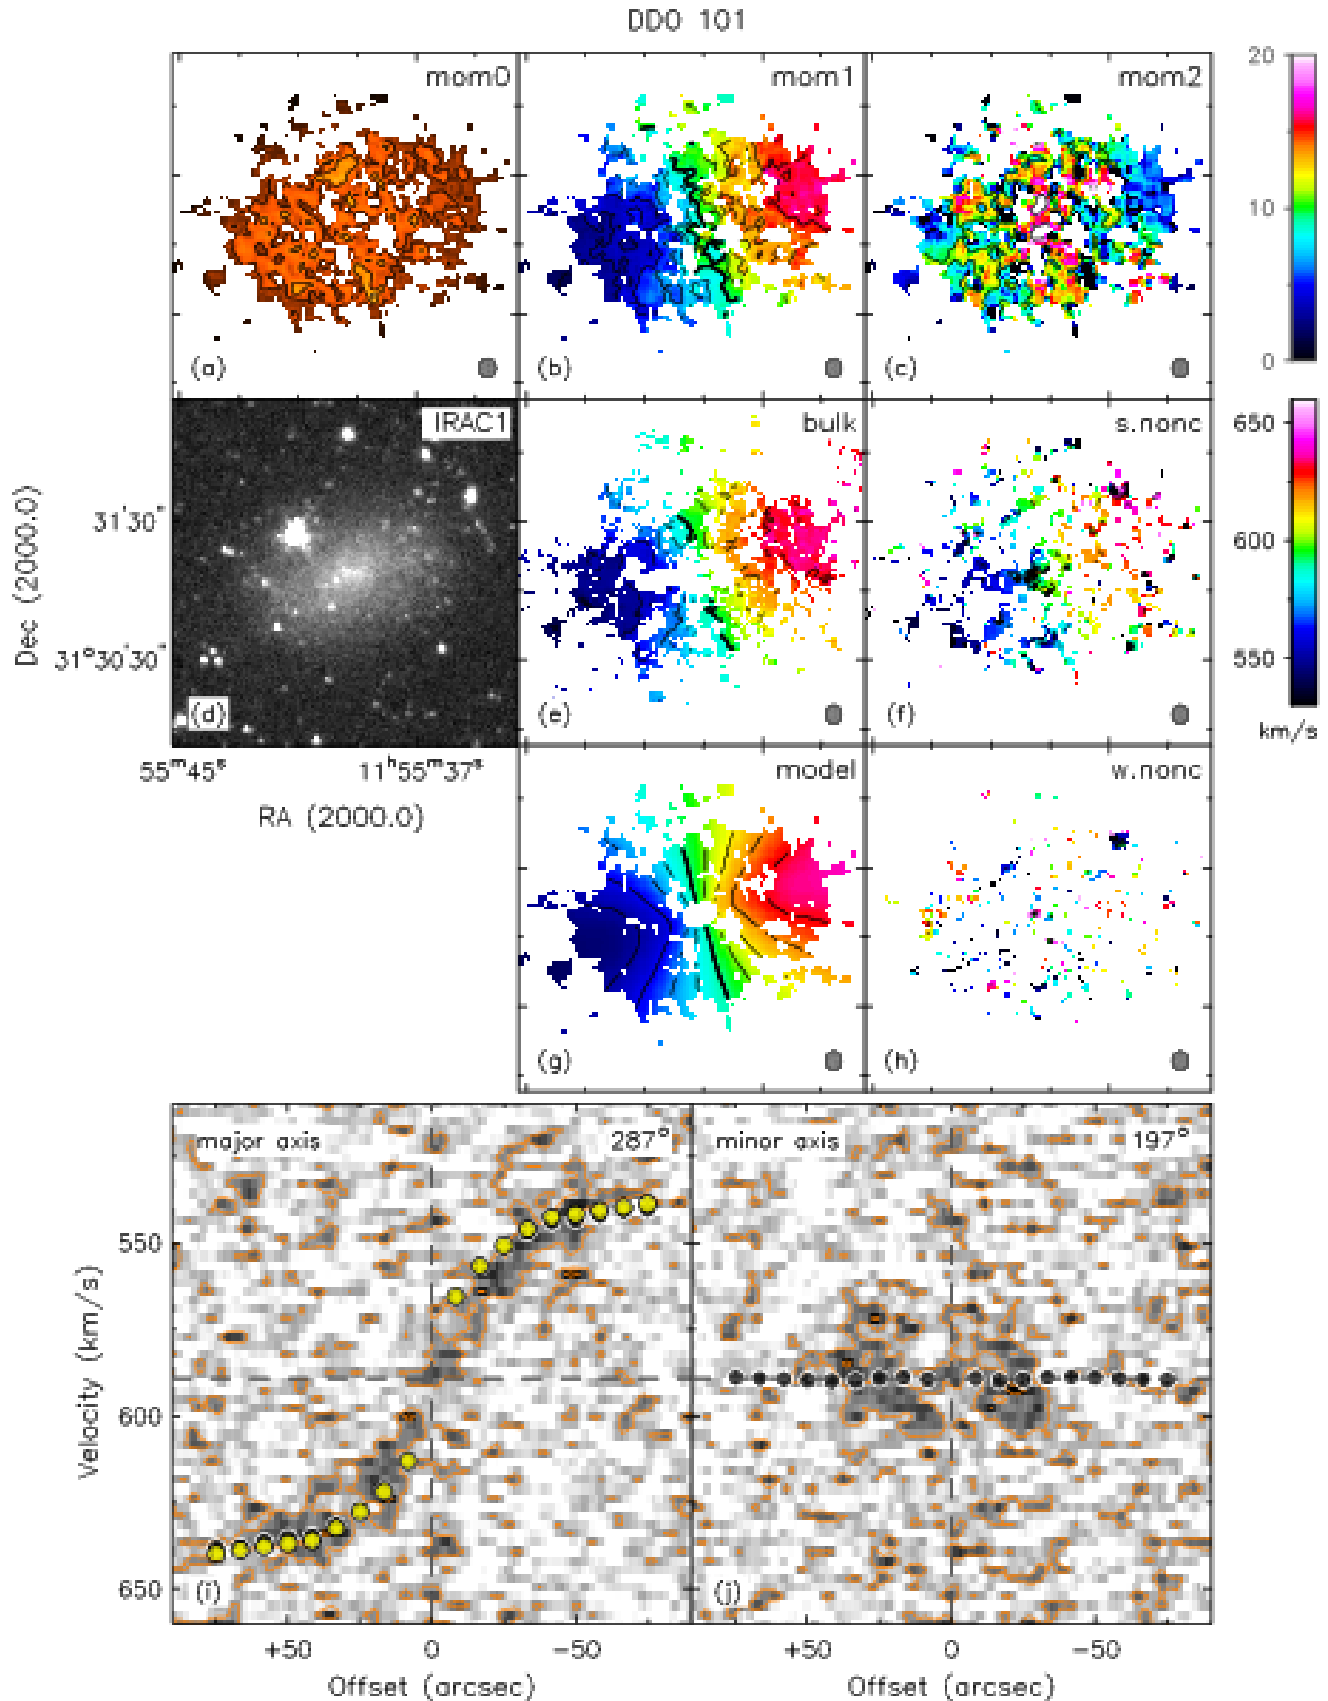 DDO 101
mom0
mom1
mom2
20
10
0
(a)
(b)
(c)
IRAC1
bulk
s.nonc
650
600
550
km/s
Dec (2000.0)
31'30"
31°30'30"
(d)
(e)
(f)
55ᵐ45ˢ
11ʰ55ᵐ37ˢ
RA (2000.0)
model
w.nonc
(g)
(h)
major axis
287°
minor axis
197°
Velocity (km/s)
550
600
650
(i)
(j)
+50
0
−50
+50
0
−50
Offset (arcsec)
Offset (arcsec)